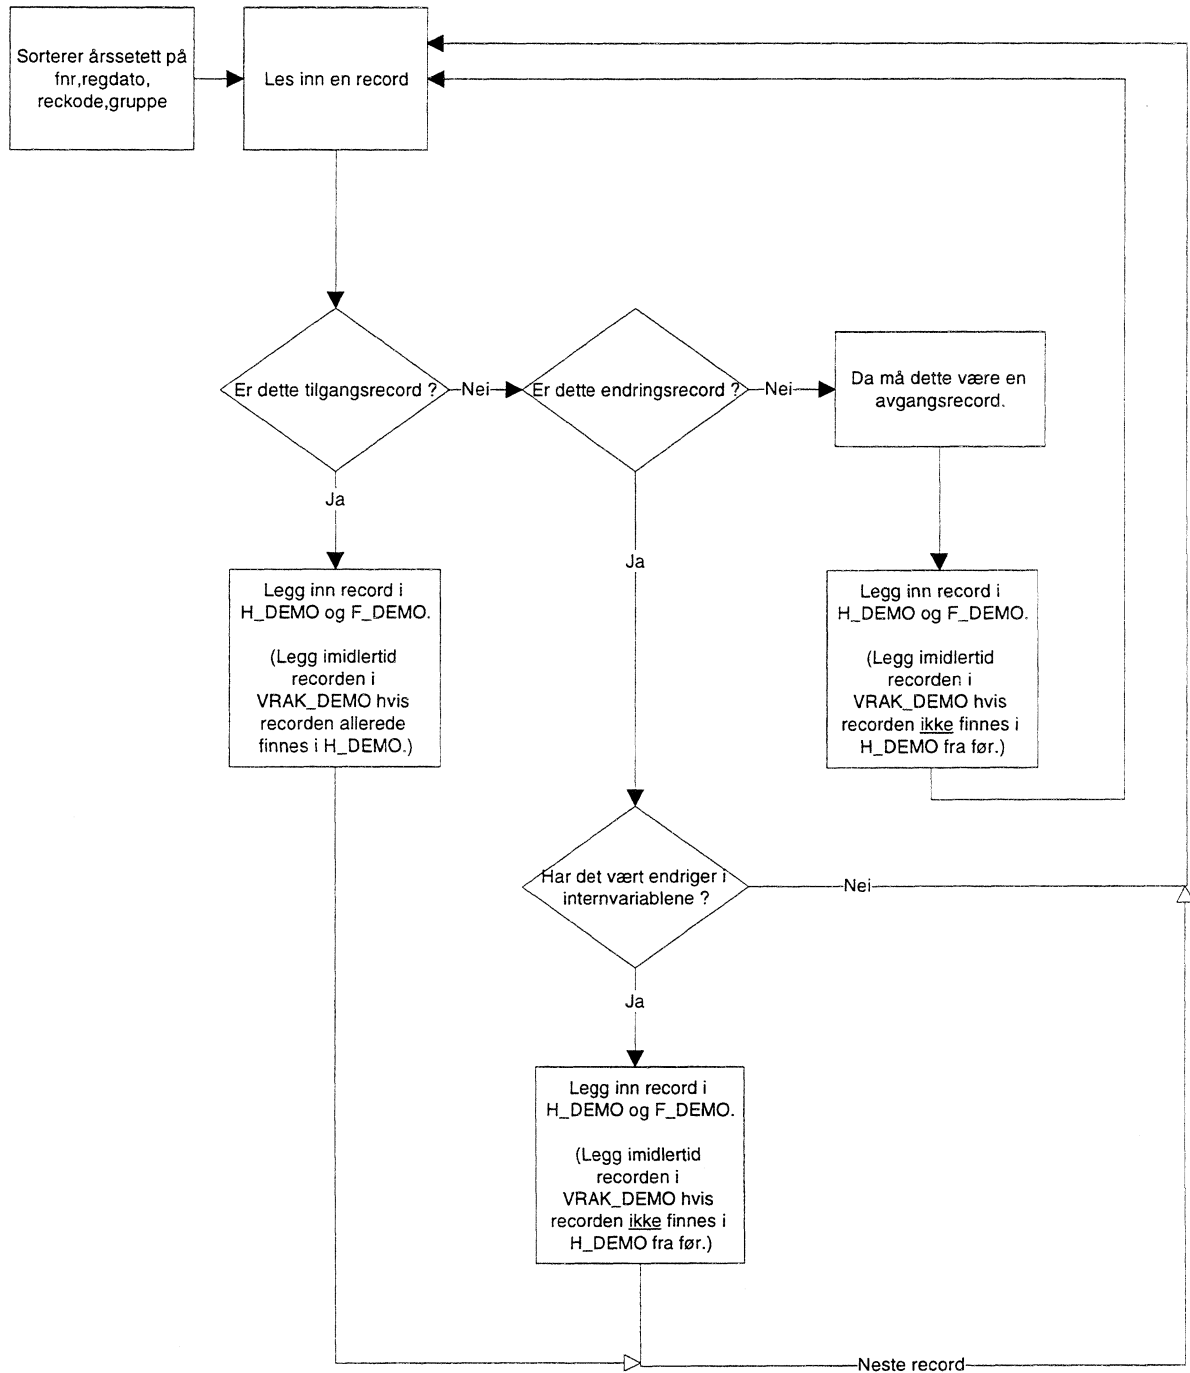 Sorterer årssetett på
fnr,regdato,
reckode,gruppe
Les inn en record
Er dette tilgangsrecord ?
Nei
Er dette endringsrecord ?
Nei
Da må dette være en
avgangsrecord.
Ja
Ja
Legg inn record i
H_DEMO og F_DEMO.
(Legg imidlertid
recorden i
VRAK_DEMO hvis
recorden allerede
finnes i H_DEMO.)
Legg inn record i
H_DEMO og F_DEMO.
(Legg imidlertid
recorden i
VRAK_DEMO hvis
recorden ikke finnes i
H_DEMO fra før.)
Har det vært endriger i
internvariablene ?
Nei
Ja
Legg inn record i
H_DEMO og F_DEMO.
(Legg imidlertid
recorden i
VRAK_DEMO hvis
recorden ikke finnes i
H_DEMO fra før.)
Neste record